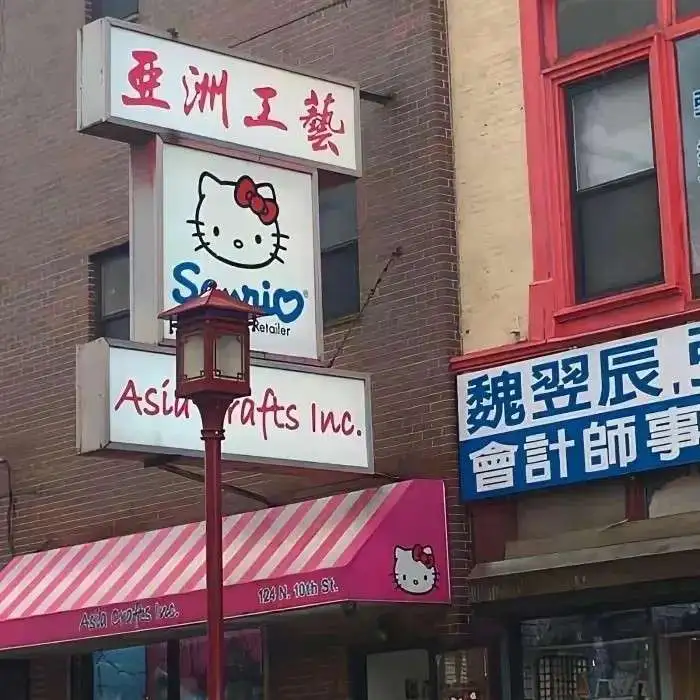 亞洲工藝
Sanrio
Retailer
Asia Crafts Inc.
Asia Crafts Inc.
124 N. 10th St.
魏翌辰.
會計師事